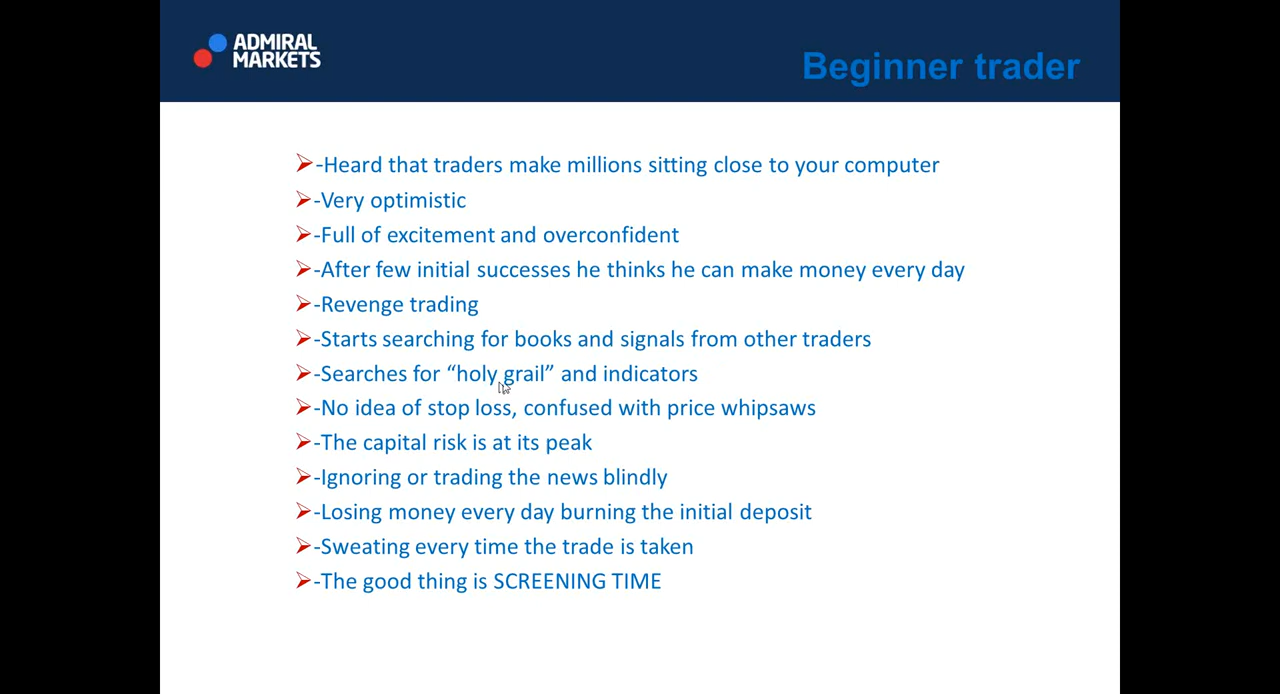 ADMIRAL
MARKETS
Beginner trader
-Heard that traders make millions sitting close to your computer
-Very optimistic
-Full of excitement and overconfident
-After few initial successes he thinks he can make money every day
-Revenge trading
-Starts searching for books and signals from other traders
-Searches for “holy grail” and indicators
-No idea of stop loss, confused with price whipsaws
-The capital risk is at its peak
-Ignoring or trading the news blindly
-Losing money every day burning the initial deposit
-Sweating every time the trade is taken
-The good thing is SCREENING TIME